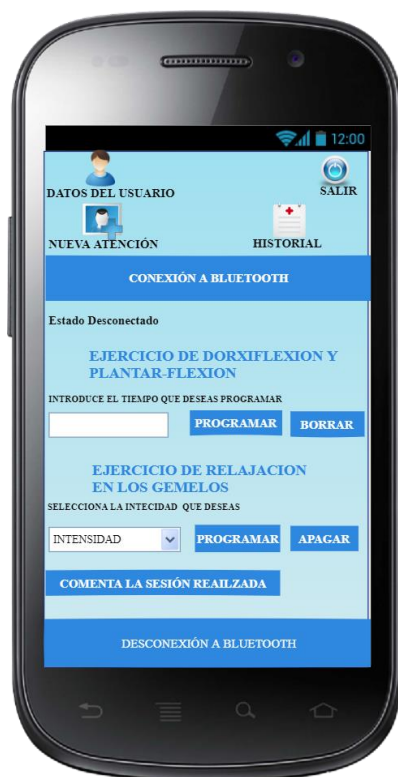 12:00
DATOS DEL USUARIO
SALIR
NUEVA ATENCIÓN
HISTORIAL
CONEXIÓN A BLUETOOTH
Estado Desconectado
EJERCICIO DE DORXIFLEXION Y
PLANTAR-FLEXION
INTRODUCE EL TIEMPO QUE DESEAS PROGRAMAR
PROGRAMAR
BORRAR
EJERCICIO DE RELAJACION
EN LOS GEMELOS
SELECCIONA LA INTECIDAD QUE DESEAS
INTENSIDAD
PROGRAMAR
APAGAR
COMENTA LA SESIÓN REAILZADA
DESCONEXIÓN A BLUETOOTH